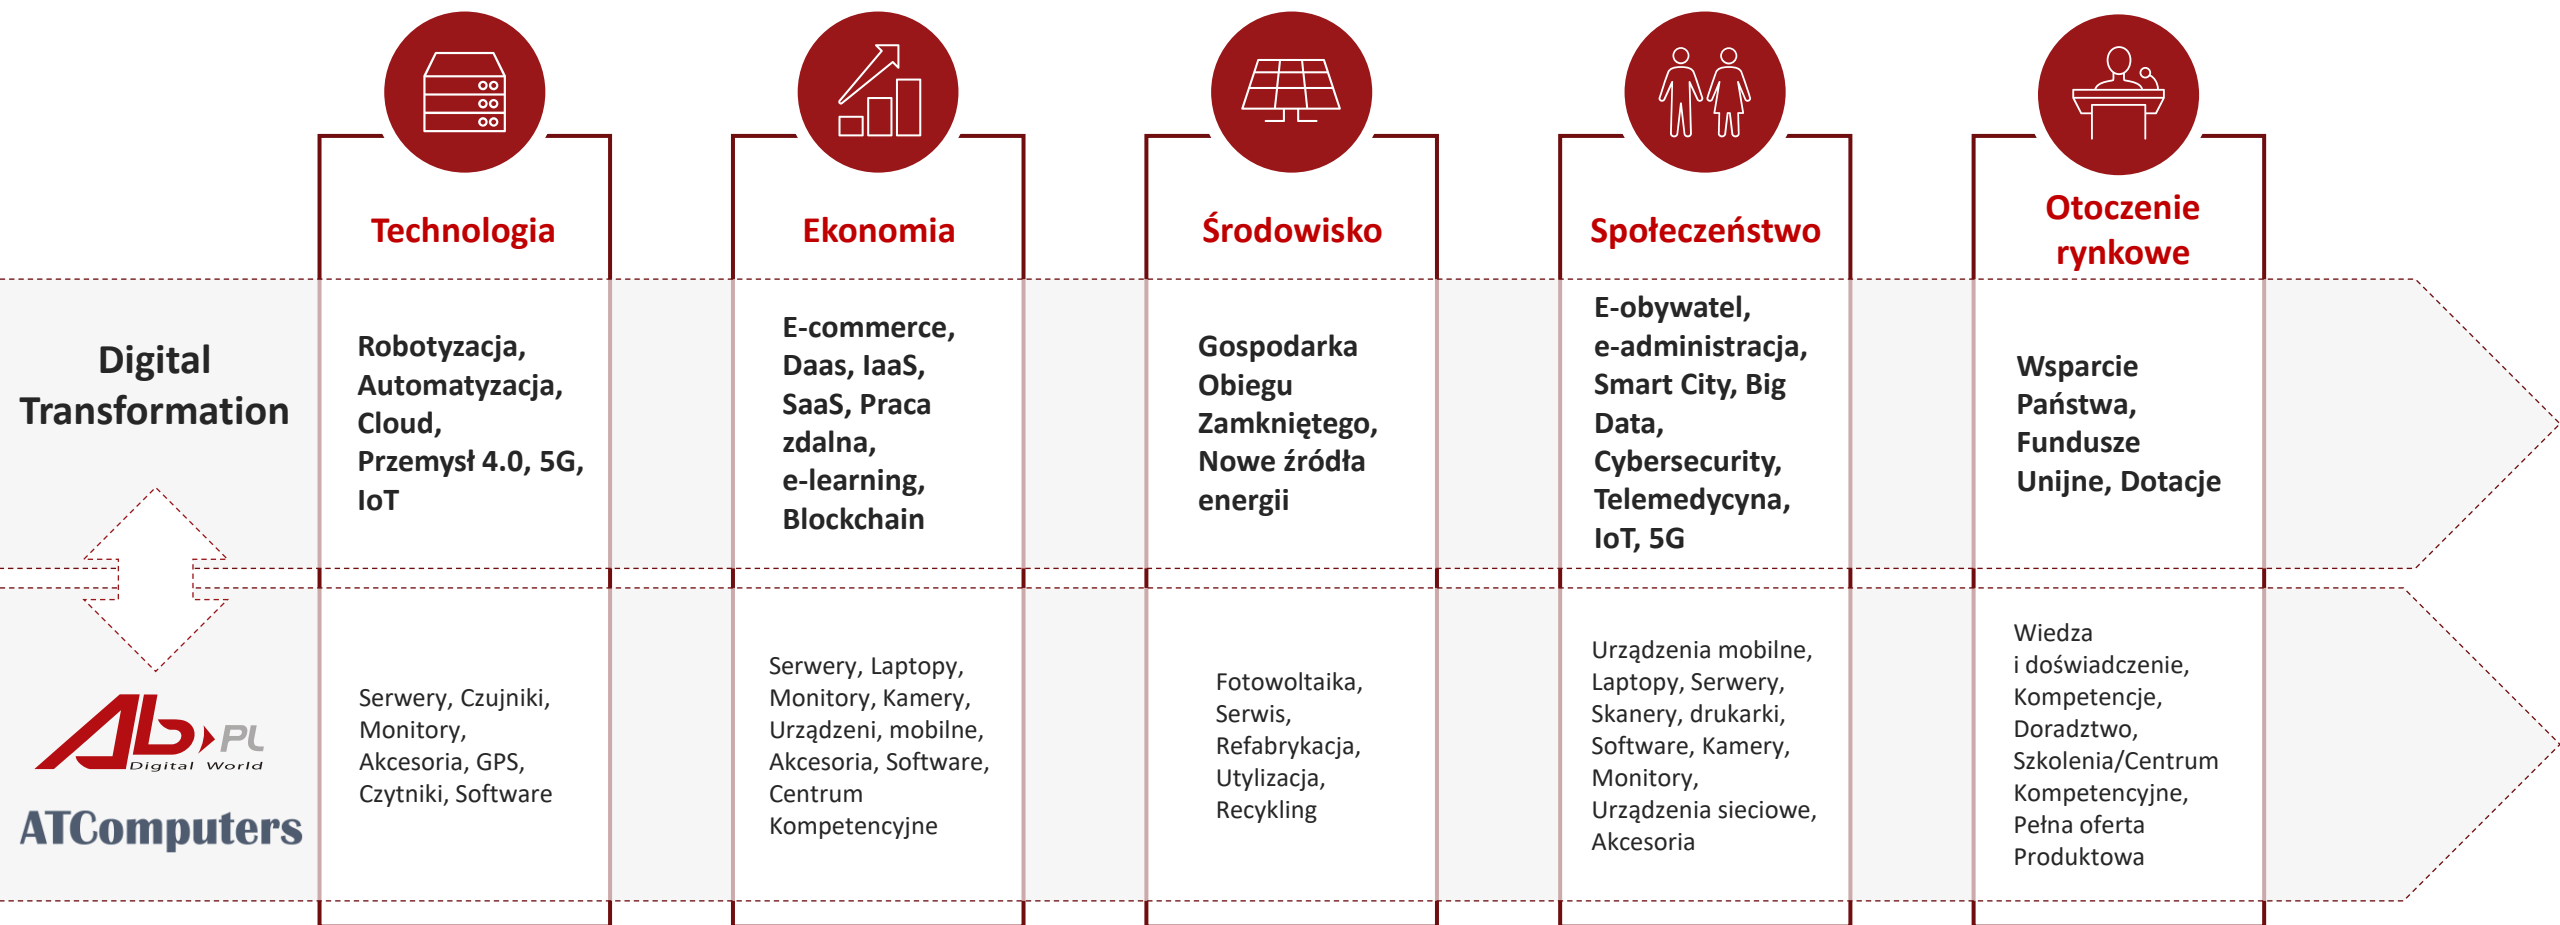 Technologia
Ekonomia
Środowisko
Społeczeństwo
Otoczenie
rynkowe
Digital
Transformation
Robotyzacja,
Automatyzacja,
Cloud,
Przemysł 4.0, 5G,
IoT
E-commerce,
Daas, IaaS,
SaaS, Praca
zdalna,
e-learning,
Blockchain
Gospodarka
Obiegu
Zamkniętego,
Nowe źródła
energii
E-obywatel,
e-administracja,
Smart City, Big
Data,
Cybersecurity,
Telemedycyna,
IoT, 5G
Wsparcie
Państwa,
Fundusze
Unijne, Dotacje
Ab PL
Digital World
ATComputers
Serwery, Czujniki,
Monitory,
Akcesoria, GPS,
Czytniki, Software
Serwery, Laptopy,
Monitory, Kamery,
Urządzeni, mobilne,
Akcesoria, Software,
Centrum
Kompetencyjne
Fotowoltaika,
Serwis,
Refabrykacja,
Utylizacja,
Recykling
Urządzenia mobilne,
Laptopy, Serwery,
Skanery, drukarki,
Software, Kamery,
Monitory,
Urządzenia sieciowe,
Akcesoria
Wiedza
i doświadczenie,
Kompetencje,
Doradztwo,
Szkolenia/Centrum
Kompetencyjne,
Pełna oferta
Produktowa